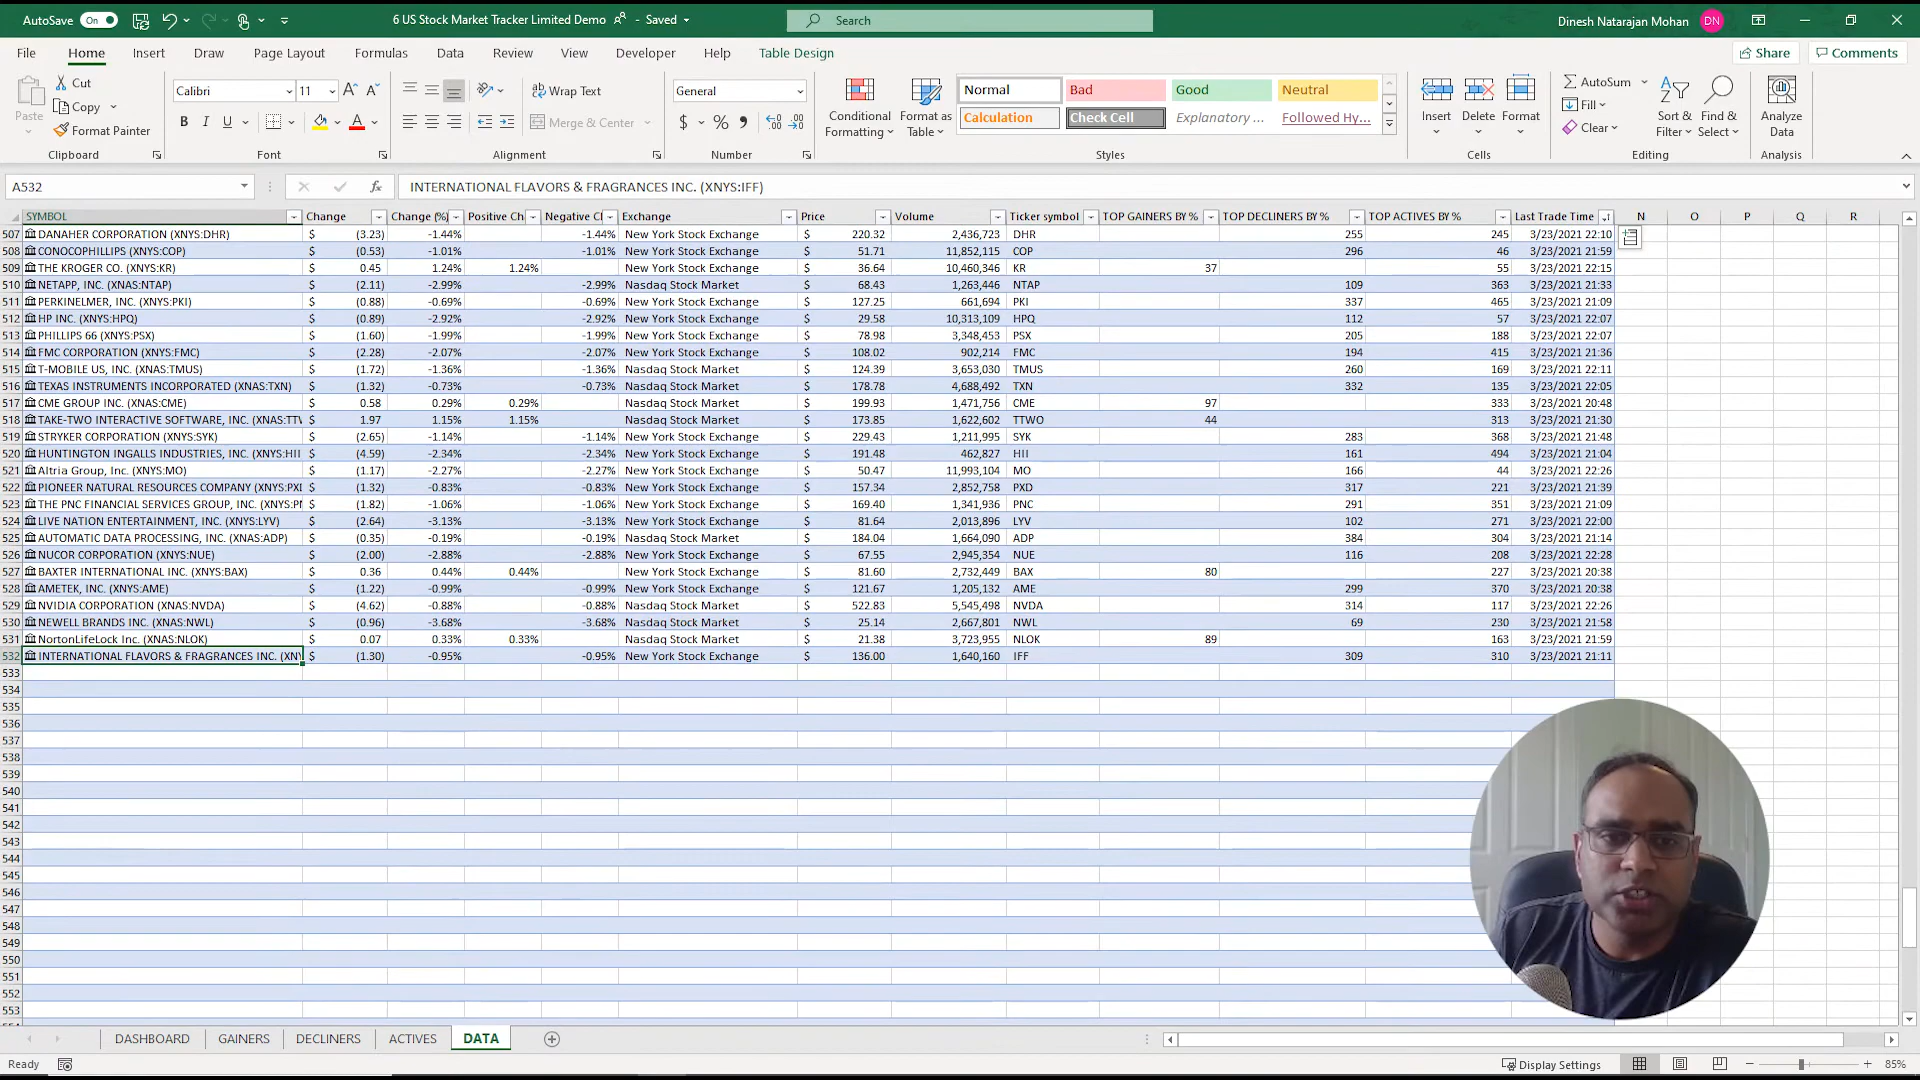 AutoSave On 6 US Stock Market Tracker Limited Demo - Saved Search Dinesh Natarajan Mohan DN
File Home Insert Draw Page Layout Formulas Data Review View Developer Help Table Design Share Comments
Cut Calibri 11 Wrap Text General Normal Bad Good Neutral AutoSum
Paste Copy Conditional Formatting Format as Table Insert Delete Format Fill Sort & Filter Find & Select Analyze Data
Format Painter B I U Merge & Center $ % Calculation Check Cell Explanatory ... Followed Hy... Clear
Clipboard Font Alignment Number Styles Cells Editing Analysis
A532 fx INTERNATIONAL FLAVORS & FRAGRANCES INC. (XNYS:IFF)
SYMBOL Change Change (%) Positive Ch Negative Cl Exchange Price Volume Ticker symbol TOP GAINERS BY % TOP DECLINERS BY % TOP ACTIVES BY % Last Trade Time N O P Q R
507 DANAHER CORPORATION (XNYS:DHR) $ (3.23) -1.44% -1.44% New York Stock Exchange $ 220.32 2,436,723 DHR 255 245 3/23/2021 22:10
508 CONOCOPHILLIPS (XNYS:COP) $ (0.53) -1.01% -1.01% New York Stock Exchange $ 51.71 11,852,115 COP 296 46 3/23/2021 21:59
509 THE KROGER CO. (XNYS:KR) $ 0.45 1.24% 1.24% New York Stock Exchange $ 36.64 10,460,346 KR 37 55 3/23/2021 22:15
510 NETAPP, INC. (XNAS:NTAP) $ (2.11) -2.99% -2.99% Nasdaq Stock Market $ 68.43 1,263,446 NTAP 109 363 3/23/2021 21:33
511 PERKINELMER, INC. (XNYS:PKI) $ (0.88) -0.69% -0.69% New York Stock Exchange $ 127.25 661,694 PKI 337 465 3/23/2021 21:09
512 HP INC. (XNYS:HPQ) $ (0.89) -2.92% -2.92% New York Stock Exchange $ 29.58 10,313,109 HPQ 112 57 3/23/2021 22:07
513 PHILLIPS 66 (XNYS:PSX) $ (1.60) -1.99% -1.99% New York Stock Exchange $ 78.98 3,348,453 PSX 205 188 3/23/2021 22:07
514 FMC CORPORATION (XNYS:FMC) $ (2.28) -2.07% -2.07% New York Stock Exchange $ 108.02 902,214 FMC 194 415 3/23/2021 21:36
515 T-MOBILE US, INC. (XNAS:TMUS) $ (1.72) -1.36% -1.36% Nasdaq Stock Market $ 124.39 3,653,030 TMUS 260 169 3/23/2021 22:11
516 TEXAS INSTRUMENTS INCORPORATED (XNAS:TXN) $ (1.32) -0.73% -0.73% Nasdaq Stock Market $ 178.78 4,688,492 TXN 332 135 3/23/2021 22:05
517 CME GROUP INC. (XNAS:CME) $ 0.58 0.29% 0.29% Nasdaq Stock Market $ 199.93 1,471,756 CME 97 333 3/23/2021 20:48
518 TAKE-TWO INTERACTIVE SOFTWARE, INC. (XNAS:TTW $ 1.97 1.15% 1.15% Nasdaq Stock Market $ 173.85 1,622,602 TTWO 44 313 3/23/2021 21:30
519 STRYKER CORPORATION (XNYS:SYK) $ (2.65) -1.14% -1.14% New York Stock Exchange $ 229.43 1,211,995 SYK 283 368 3/23/2021 21:48
520 HUNTINGTON INGALLS INDUSTRIES, INC. (XNYS:HII $ (4.59) -2.34% -2.34% New York Stock Exchange $ 191.48 462,827 HII 161 494 3/23/2021 21:04
521 Altria Group, Inc. (XNYS:MO) $ (1.17) -2.27% -2.27% New York Stock Exchange $ 50.47 11,993,104 MO 166 44 3/23/2021 22:26
522 PIONEER NATURAL RESOURCES COMPANY (XNYS:PXD $ (1.32) -0.83% -0.83% New York Stock Exchange $ 157.34 2,852,758 PXD 317 221 3/23/2021 21:39
523 THE PNC FINANCIAL SERVICES GROUP, INC. (XNYS:PN $ (1.82) -1.06% -1.06% New York Stock Exchange $ 169.40 1,341,936 PNC 291 351 3/23/2021 21:09
524 LIVE NATION ENTERTAINMENT, INC. (XNYS:LYV) $ (2.64) -3.13% -3.13% New York Stock Exchange $ 81.64 2,013,896 LYV 102 271 3/23/2021 22:00
525 AUTOMATIC DATA PROCESSING, INC. (XNAS:ADP) $ (0.35) -0.19% -0.19% Nasdaq Stock Market $ 184.04 1,664,090 ADP 384 304 3/23/2021 21:14
526 NUCOR CORPORATION (XNYS:NUE) $ (2.00) -2.88% -2.88% New York Stock Exchange $ 67.55 2,945,354 NUE 116 208 3/23/2021 22:28
527 BAXTER INTERNATIONAL INC. (XNYS:BAX) $ 0.36 0.44% 0.44% New York Stock Exchange $ 81.60 2,732,449 BAX 80 227 3/23/2021 20:38
528 AMETEK, INC. (XNYS:AME) $ (1.22) -0.99% -0.99% New York Stock Exchange $ 121.67 1,205,132 AME 299 370 3/23/2021 20:38
529 NVIDIA CORPORATION (XNAS:NVDA) $ (4.62) -0.88% -0.88% Nasdaq Stock Market $ 522.83 5,545,498 NVDA 314 117 3/23/2021 22:26
530 NEWELL BRANDS INC. (XNAS:NWL) $ (0.96) -3.68% -3.68% Nasdaq Stock Market $ 25.14 2,667,801 NWL 69 230 3/23/2021 21:58
531 NortonLifeLock Inc. (XNAS:NLOK) $ 0.07 0.33% 0.33% Nasdaq Stock Market $ 21.38 3,723,955 NLOK 89 163 3/23/2021 21:59
532 INTERNATIONAL FLAVORS & FRAGRANCES INC. (XNY $ (1.30) -0.95% -0.95% New York Stock Exchange $ 136.00 1,640,160 IFF 309 310 3/23/2021 21:11
533
534
535
536
537
538
539
540
541
542
543
544
545
546
547
548
549
550
551
552
553
DASHBOARD GAINERS DECLINERS ACTIVES DATA
Ready Display Settings 85%